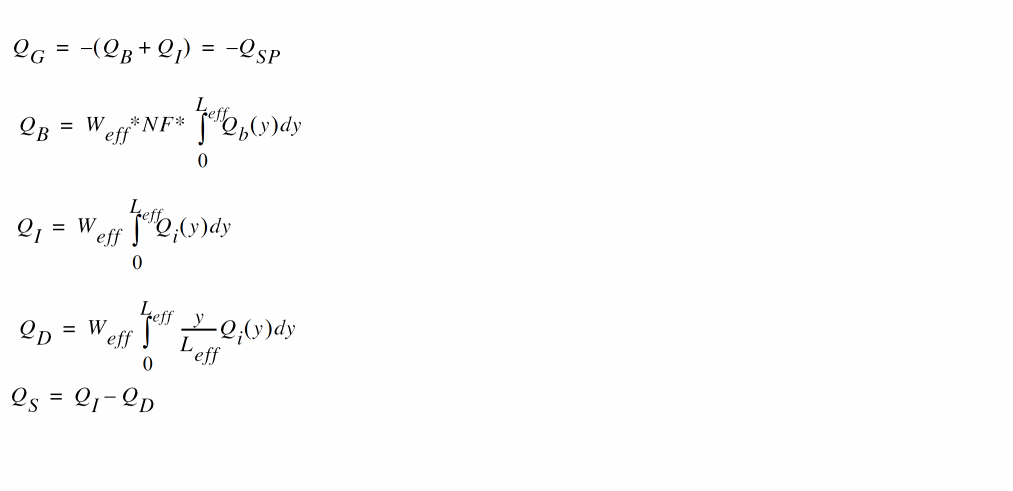 Q_G = –(Q_B + Q_I) = –Q_SP
Q_B = W_eff*NF* ∫_0^L_eff Q_b(y)dy
Q_I = W_eff ∫_0^L_eff Q_i(y)dy
Q_D = W_eff ∫_0^L_eff y/L_eff Q_i(y)dy
Q_S = Q_I – Q_D